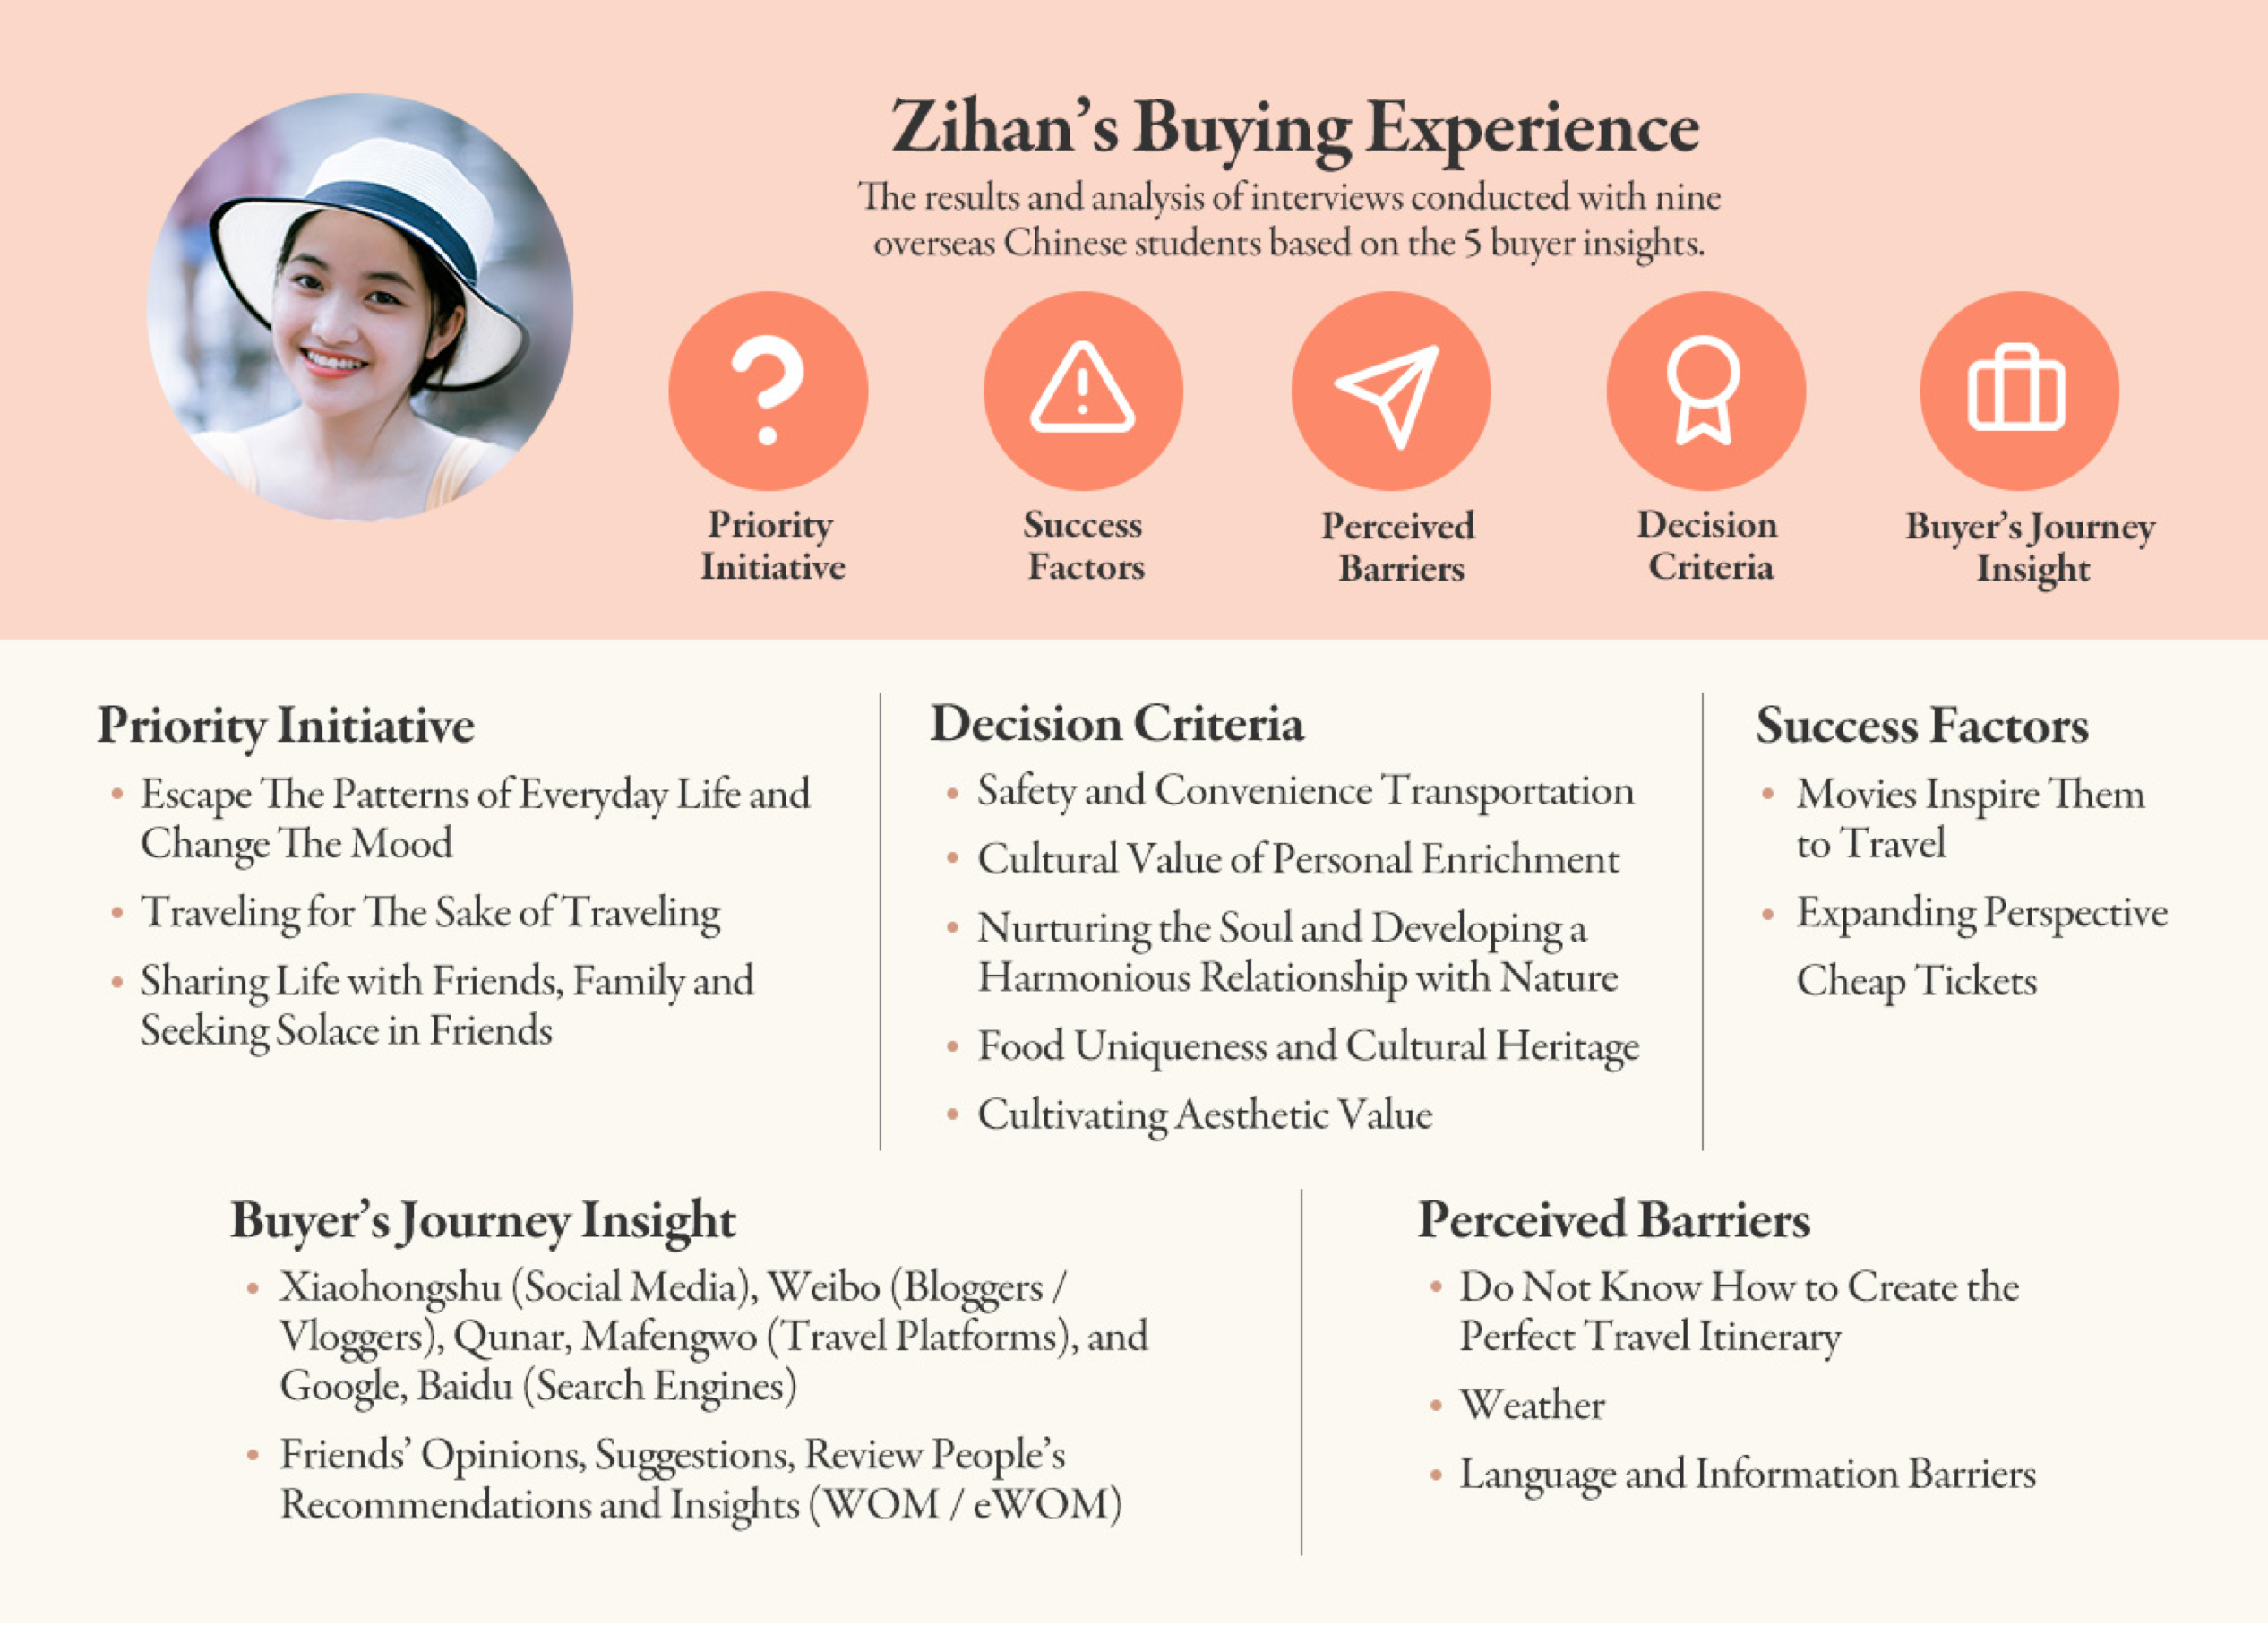 Zihan’s Buying Experience
The results and analysis of interviews conducted with nine
overseas Chinese students based on the 5 buyer insights.
Priority
Initiative
Success
Factors
Perceived
Barriers
Decision
Criteria
Buyer’s Journey
Insight
Priority Initiative
• Escape The Patterns of Everyday Life and
Change The Mood
• Traveling for The Sake of Traveling
• Sharing Life with Friends, Family and
Seeking Solace in Friends
Decision Criteria
• Safety and Convenience Transportation
• Cultural Value of Personal Enrichment
• Nurturing the Soul and Developing a
Harmonious Relationship with Nature
• Food Uniqueness and Cultural Heritage
• Cultivating Aesthetic Value
Success Factors
• Movies Inspire Them
to Travel
• Expanding Perspective
Cheap Tickets
Buyer’s Journey Insight
• Xiaohongshu (Social Media), Weibo (Bloggers /
Vloggers), Qunar, Mafengwo (Travel Platforms), and
Google, Baidu (Search Engines)
• Friends’ Opinions, Suggestions, Review People’s
Recommendations and Insights (WOM / eWOM)
Perceived Barriers
• Do Not Know How to Create the
Perfect Travel Itinerary
• Weather
• Language and Information Barriers